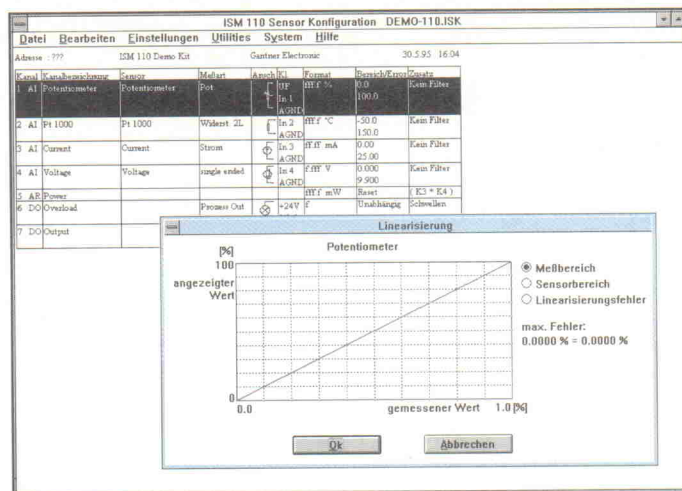 ISM 110 Sensor Konfiguration DEMO-110.ISK
Datei Bearbeiten Einstellungen Utilities System Hilfe
Adresse : ??? ISM 110 Demo Kit Gantner Electronic 30.5.95 16:04
Kanal Kanalbezeichnung Sensor Meßart Ansch Kl Format Bereich/Error Zusatz
1 AI Potentiometer Potentiometer Pot. UP fff.f % 0.0 Kein Filter
In 1 100.0
AGND
2 AI Pt 1000 Pt 1000 Widerst 2L In 2 fff.f °C -50.0 Kein Filter
AGND 150.0
3 AI Current Current Strom In 3 ff.ff mA 0.00 Kein Filter
AGND 25.00
4 AI Voltage Voltage single ended In 4 f.fff V 0.000 Kein Filter
AGND 9.900
5 AR Power fff.f mW Reset ( K3 * K4 )
6 DO Overload Prozess Out +24V f Unabhängig Schwellen
7 DO Output
Linearisierung
Potentiometer
[%]
100
angezeigter
Wert
0
0.0 gemessener Wert 1.0 [%]
Meßbereich
Sensorbereich
Linearisierungsfehler
max. Fehler:
0.0000 % = 0.0000 %
Ok Abbrechen